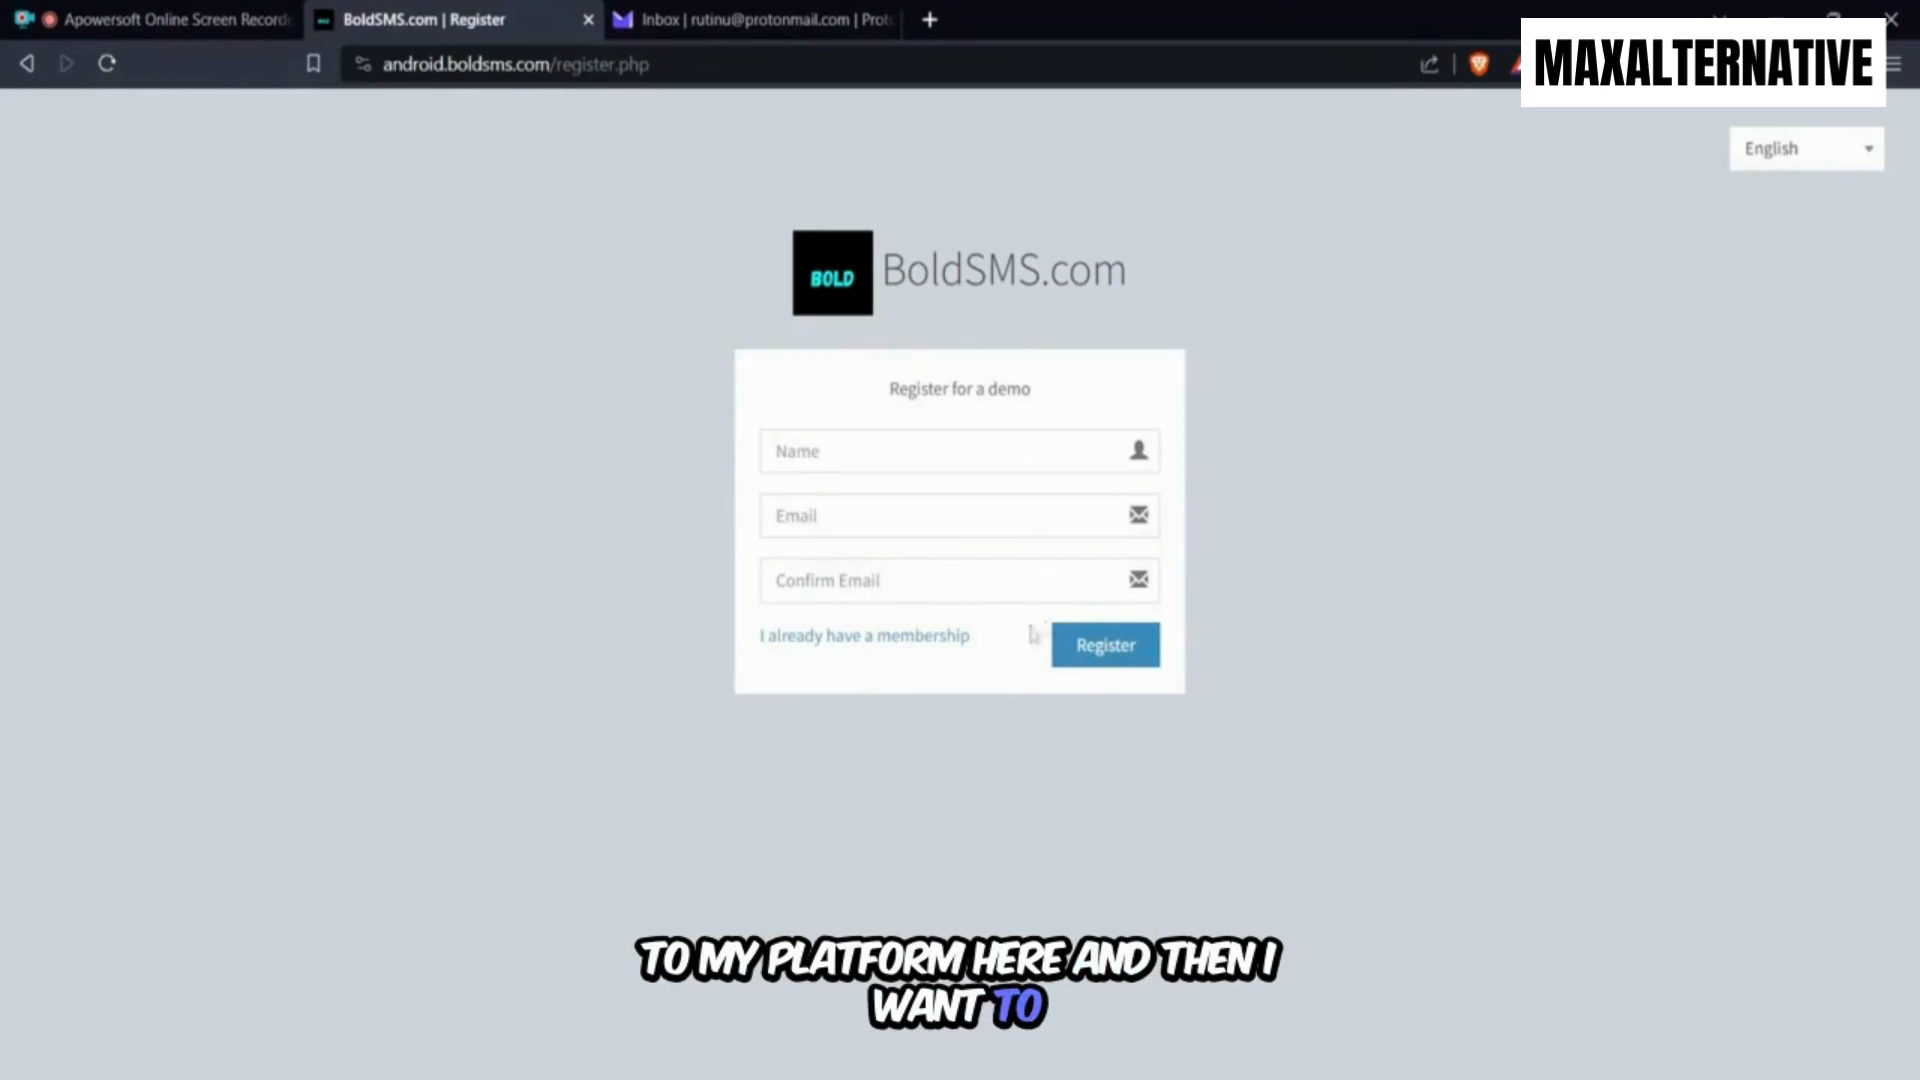 Apowersoft Online Screen Record
BoldSMS.com | Register
Inbox | rutinu@protonmail.com | Prot
android.boldsms.com/register.php
MAXALTERNATIVE
English
BOLD
BoldSMS.com
Register for a demo
Name
Email
Confirm Email
I already have a membership
Register
TO MY PLATFORM HERE AND THEN I
WANT TO